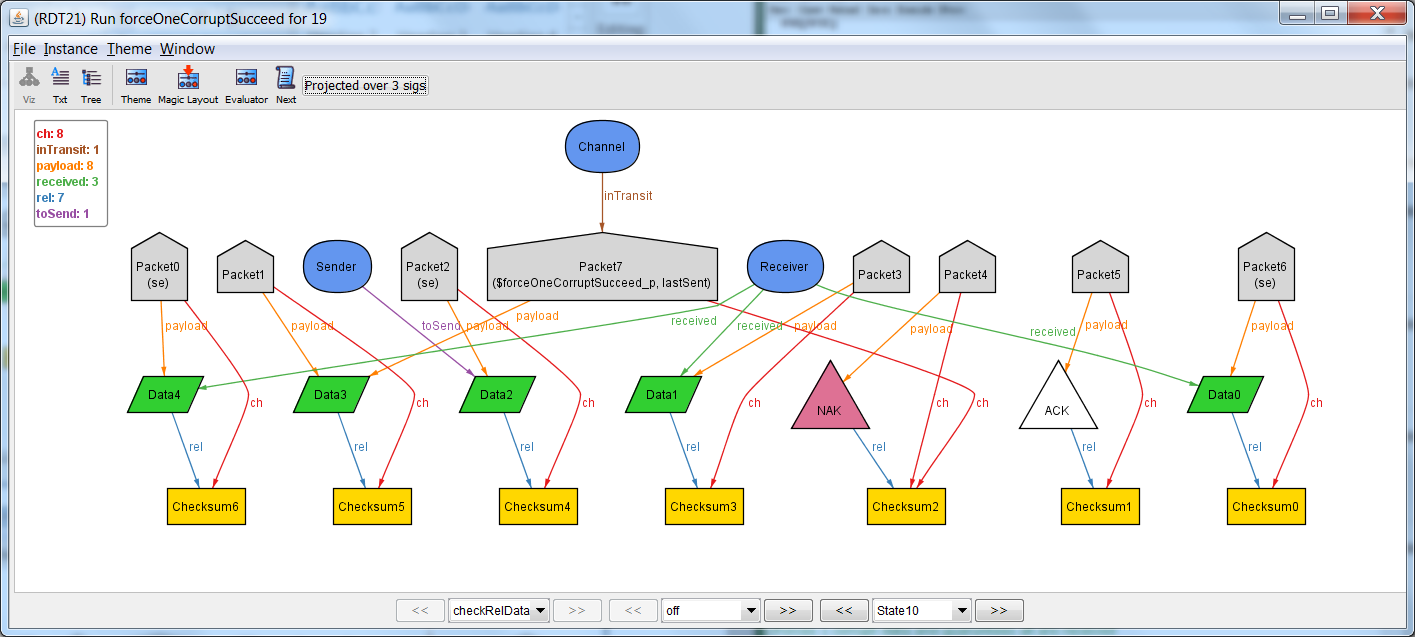 (RDT21) Run forceOneCorruptSucceed for 19
File Instance Theme Window
Viz Txt Tree Theme Magic Layout Evaluator Next Projected over 3 sigs
ch: 8
inTransit: 1
payload: 8
received: 3
rel: 7
toSend: 1
Channel
inTransit
Packet0
(se)
Packet1
Sender
Packet2
(se)
Packet7
($forceOneCorruptSucceed_p, lastSent)
Receiver
Packet3
Packet4
Packet5
Packet6
(se)
payload payload toSend payload payload received received payload payload received payload payload
Data4 Data3 Data2 Data1 NAK ACK Data0
ch ch ch ch ch ch ch ch
rel rel rel rel rel rel rel
Checksum6 Checksum5 Checksum4 Checksum3 Checksum2 Checksum1 Checksum0
<< checkRelData >> << off >> << State10 >>